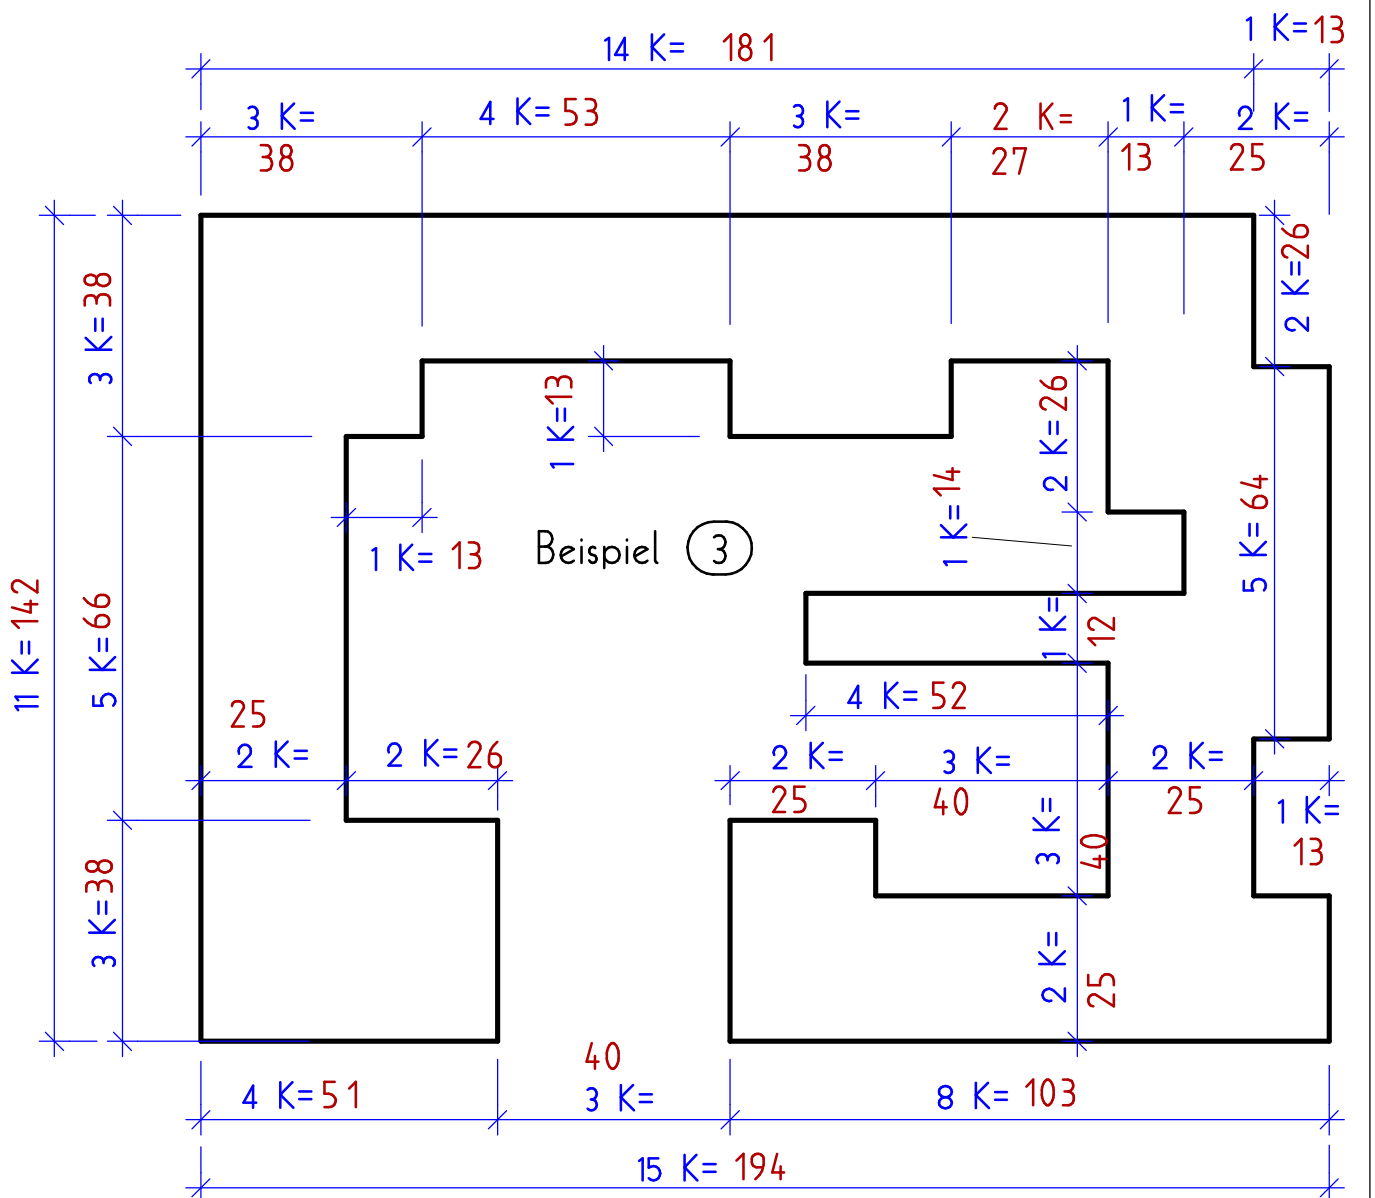 1 K=13
14 K= 181
3 K=
38
4 K=53
3 K=
38
2 K=
27
1 K=
13
2 K=
25
2 K=26
3 K=38
1 K=13
2 K=26
1 K=14
5 K=64
1 K= 13
Beispiel 3
11 K=142
5 K=66
1 K=
12
4 K=52
25
2 K=
2 K=26
2 K=
25
3 K=
40
2 K=
25
1 K=
13
3 K=
40
3 K=38
2 K=
25
4 K=51
40
3 K=
8 K=103
15 K=194